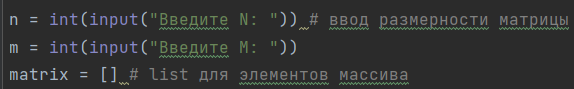 n = int(input("Введите N: ")) # ввод размерности матрицы
m = int(input("Введите M: "))
matrix = [] # list для элементов массива